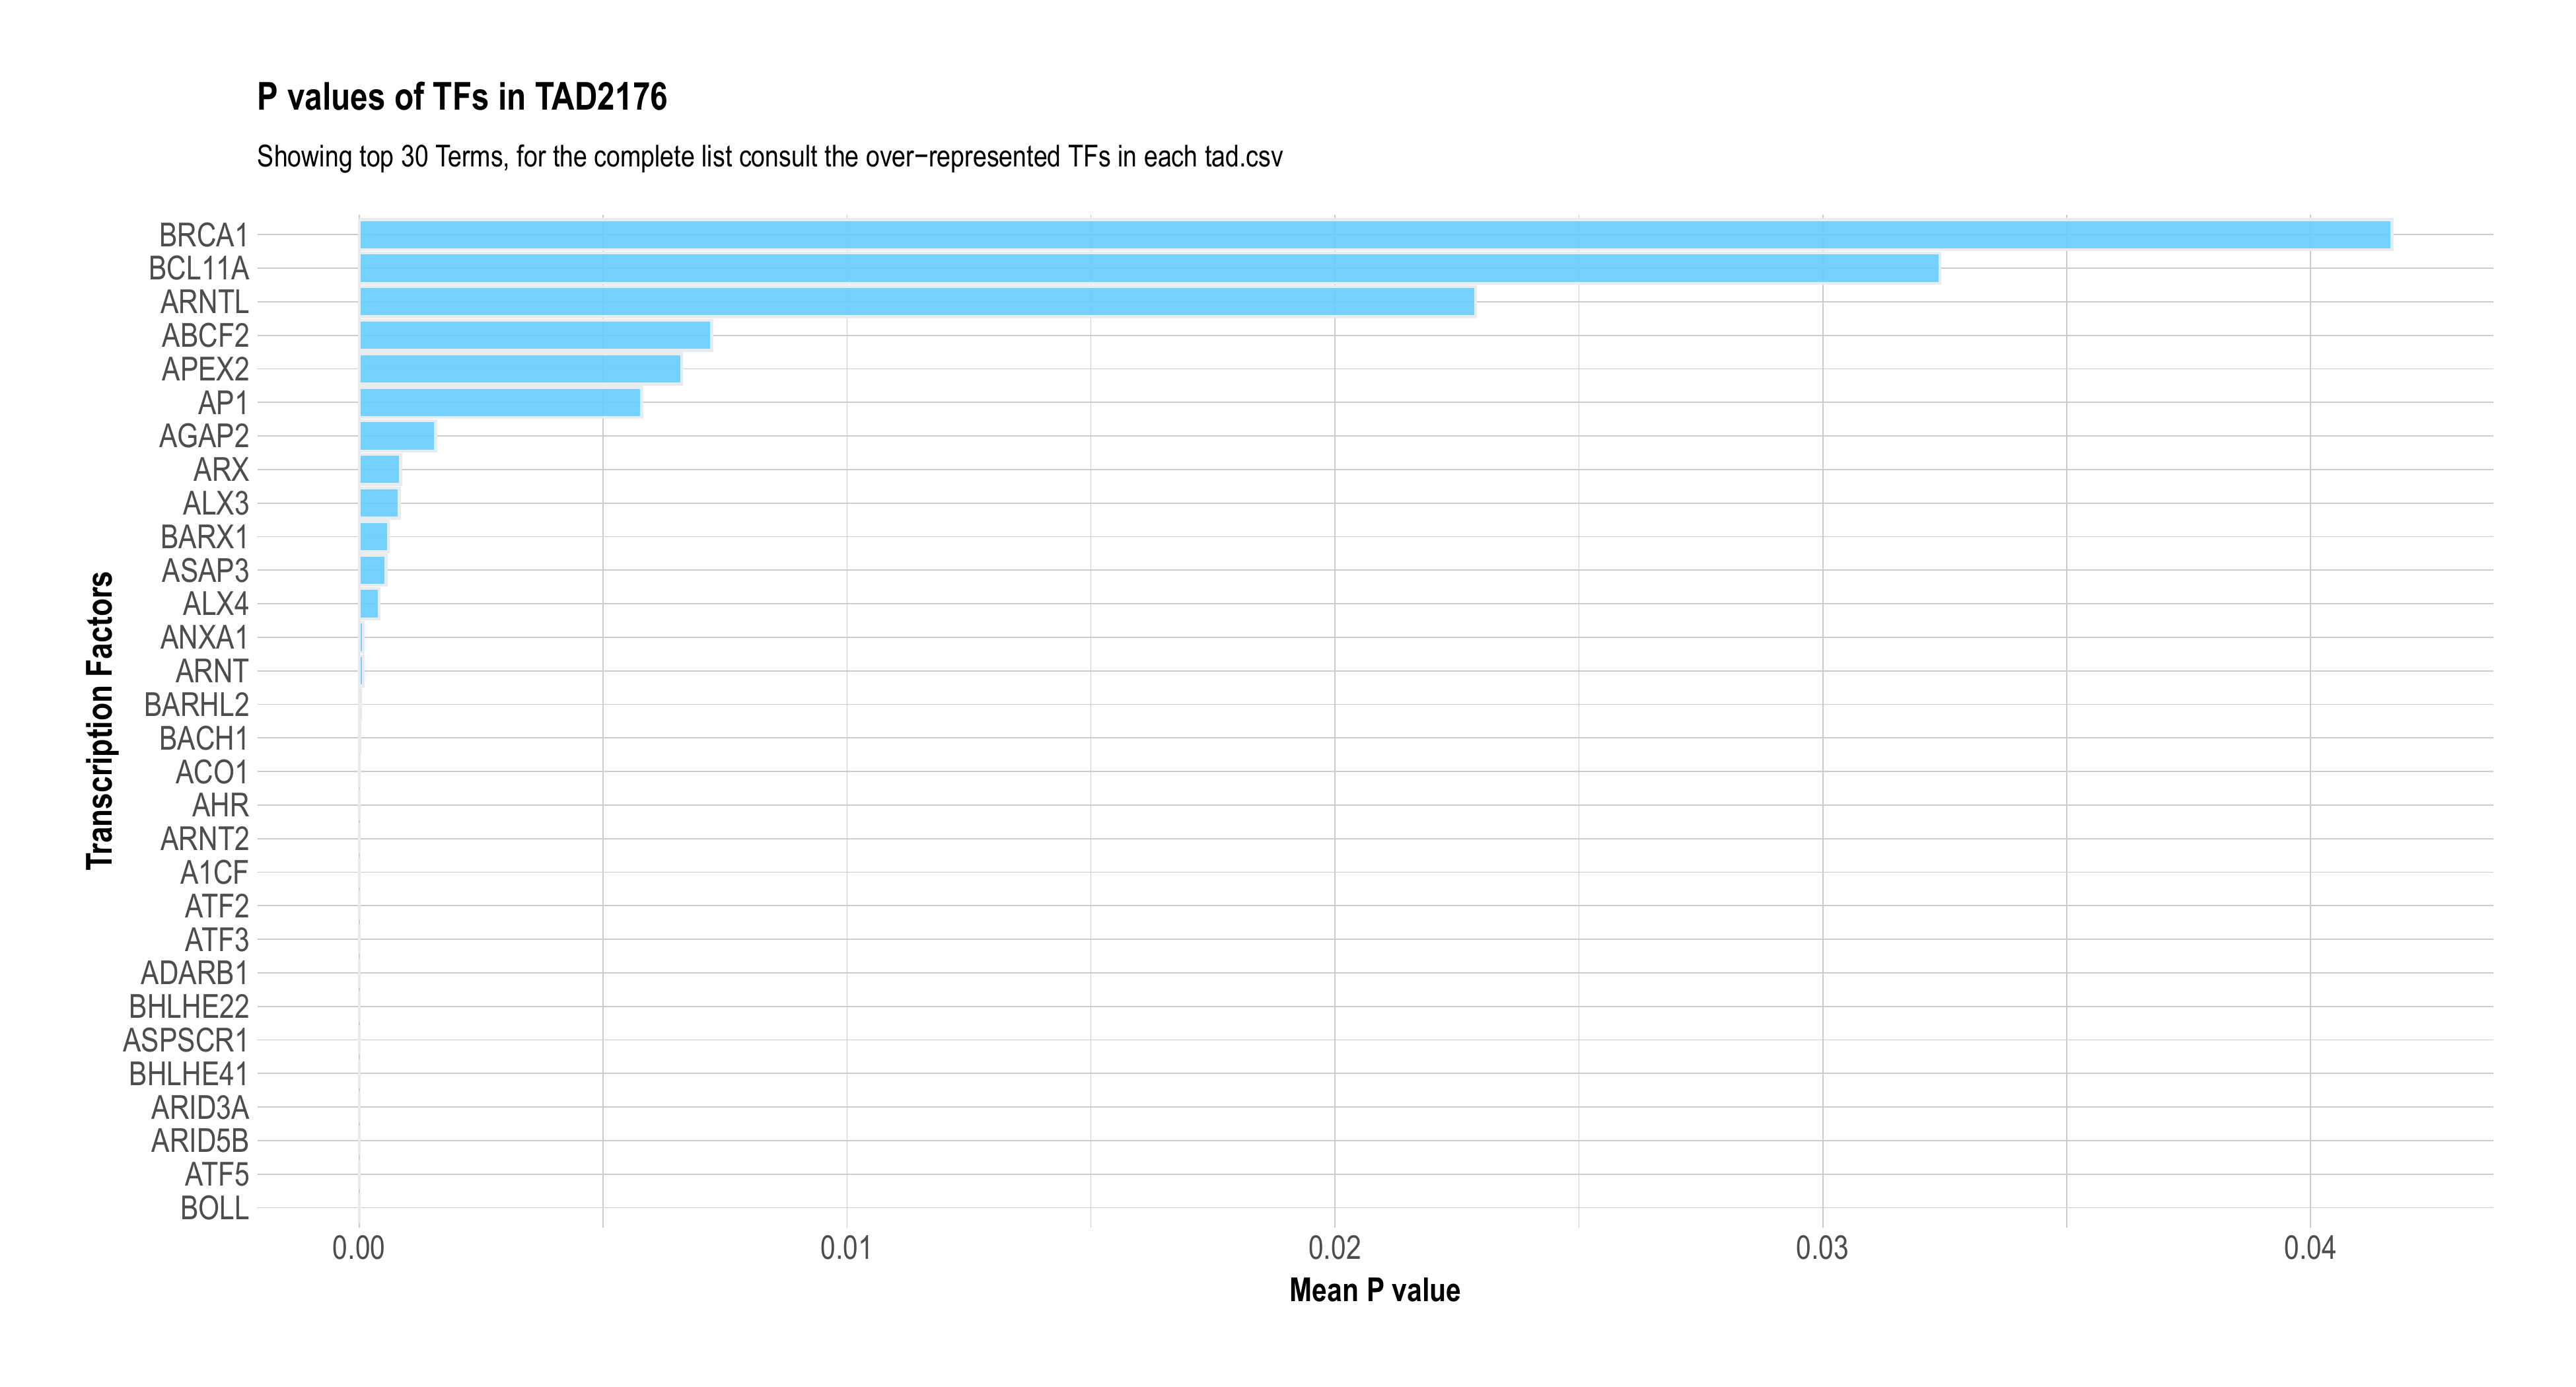 P values of TFs in TAD2176
Showing top 30 Terms, for the complete list consult the over−represented TFs in each tad.csv
Transcription Factors
BRCA1
BCL11A
ARNTL
ABCF2
APEX2
AP1
AGAP2
ARX
ALX3
BARX1
ASAP3
ALX4
ANXA1
ARNT
BARHL2
BACH1
ACO1
AHR
ARNT2
A1CF
ATF2
ATF3
ADARB1
BHLHE22
ASPSCR1
BHLHE41
ARID3A
ARID5B
ATF5
BOLL
0.00 0.01 0.02 0.03 0.04
Mean P value